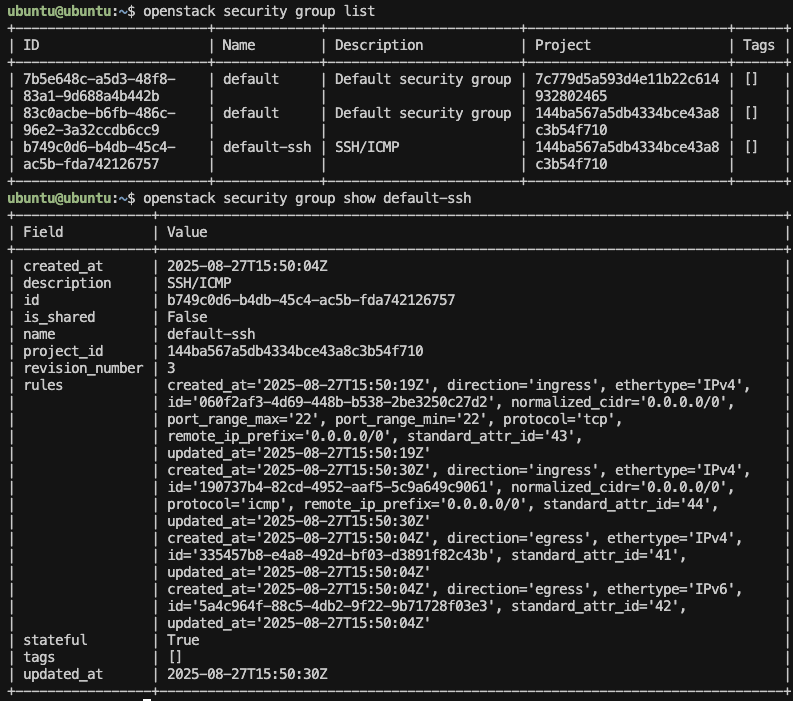 ubuntu@ubuntu:~$ openstack security group list
| ID | Name | Description | Project | Tags |
| 7b5e648c-a5d3-48f8- | default | Default security group | 7c779d5a593d4e11b22c614 | [] |
| 83a1-9d688a4b442b | | | 932802465 | |
| 83c0acbe-b6fb-486c- | default | Default security group | 144ba567a5db4334bce43a8 | [] |
| 96e2-3a32ccdb6cc9 | | | c3b54f710 | |
| b749c0d6-b4db-45c4- | default-ssh | SSH/ICMP | 144ba567a5db4334bce43a8 | [] |
| ac5b-fda742126757 | | | c3b54f710 | |
ubuntu@ubuntu:~$ openstack security group show default-ssh
| Field | Value |
| created_at | 2025-08-27T15:50:04Z |
| description | SSH/ICMP |
| id | b749c0d6-b4db-45c4-ac5b-fda742126757 |
| is_shared | False |
| name | default-ssh |
| project_id | 144ba567a5db4334bce43a8c3b54f710 |
| revision_number | 3 |
| rules | created_at='2025-08-27T15:50:19Z', direction='ingress', ethertype='IPv4', |
| | id='060f2af3-4d69-448b-b538-2be3250c27d2', normalized_cidr='0.0.0.0/0', |
| | port_range_max='22', port_range_min='22', protocol='tcp', |
| | remote_ip_prefix='0.0.0.0/0', standard_attr_id='43', |
| | updated_at='2025-08-27T15:50:19Z' |
| | created_at='2025-08-27T15:50:30Z', direction='ingress', ethertype='IPv4', |
| | id='190737b4-82cd-4952-aaf5-5c9a649c9061', normalized_cidr='0.0.0.0/0', |
| | protocol='icmp', remote_ip_prefix='0.0.0.0/0', standard_attr_id='44', |
| | updated_at='2025-08-27T15:50:30Z' |
| | created_at='2025-08-27T15:50:04Z', direction='egress', ethertype='IPv4', |
| | id='335457b8-e4a8-492d-bf03-d3891f82c43b', standard_attr_id='41', |
| | updated_at='2025-08-27T15:50:04Z' |
| | created_at='2025-08-27T15:50:04Z', direction='egress', ethertype='IPv6', |
| | id='5a4c964f-88c5-4db2-9f22-9b71728f03e3', standard_attr_id='42', |
| | updated_at='2025-08-27T15:50:04Z' |
| stateful | True |
| tags | [] |
| updated_at | 2025-08-27T15:50:30Z |